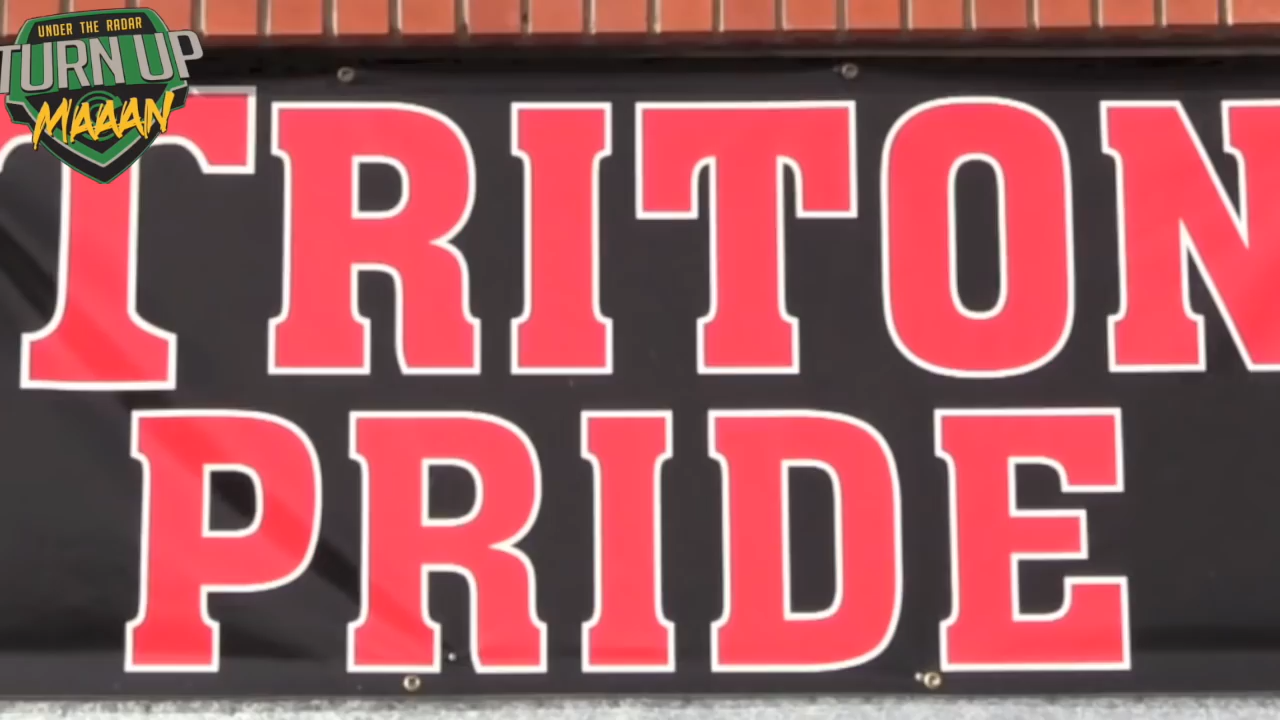 UNDER THE RADAR
TURN UP
MAAAN
TRITON
PRIDE